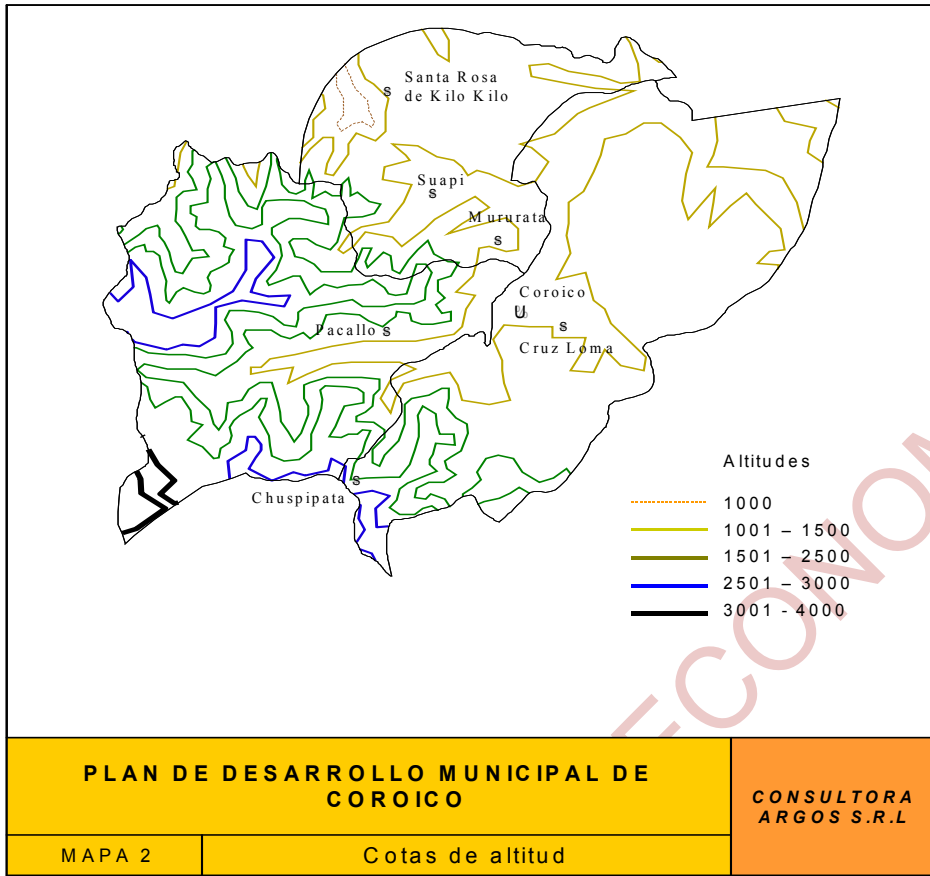 Santa Rosa
de Kilo Kilo
s
Suapi
s
Mururata
s
Coroico
U
Pacallo s
s
Cruz Loma
Chuspipata
s
Altitudes
1000
1001 – 1500
1501 – 2500
2501 – 3000
3001 - 4000
ECONO
PLAN DE DESARROLLO MUNICIPAL DE
COROICO
CONSULTORA
ARGOS S.R.L
MAPA 2
Cotas de altitud